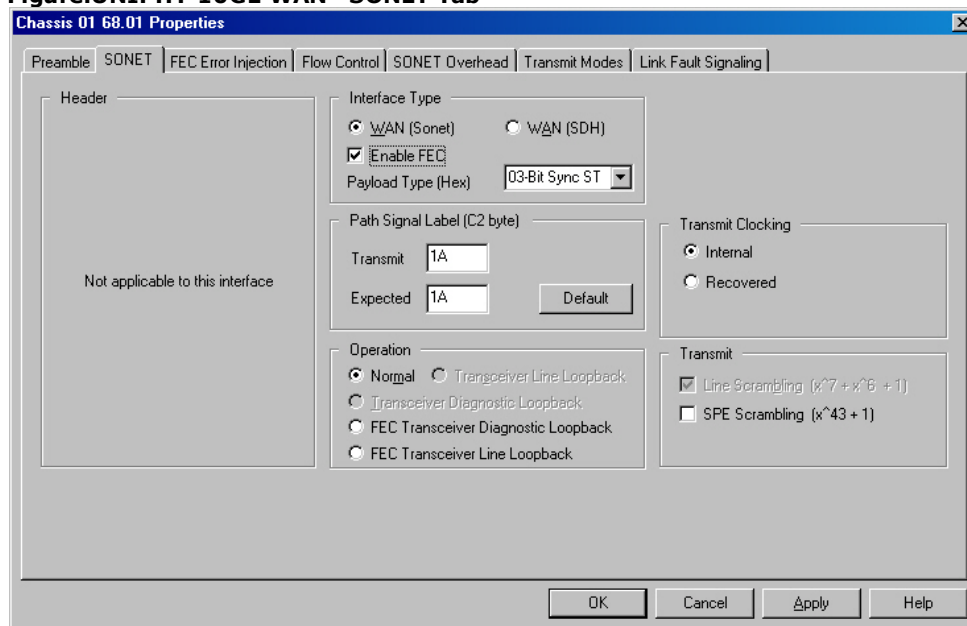 Chassis 01 68.01 Properties
Preamble SONET FEC Error Injection Flow Control SONET Overhead Transmit Modes Link Fault Signaling
Header
Not applicable to this interface
Interface Type
WAN (Sonet) WAN (SDH)
Enable FEC
Payload Type (Hex) 03-Bit Sync ST
Path Signal Label (C2 byte)
Transmit 1A
Expected 1A Default
Operation
Normal Transceiver Line Loopback
Transceiver Diagnostic Loopback
FEC Transceiver Diagnostic Loopback
FEC Transceiver Line Loopback
Transmit Clocking
Internal
Recovered
Transmit
Line Scrambling (x^7 + x^6 + 1)
SPE Scrambling (x^43 + 1)
OK Cancel Apply Help